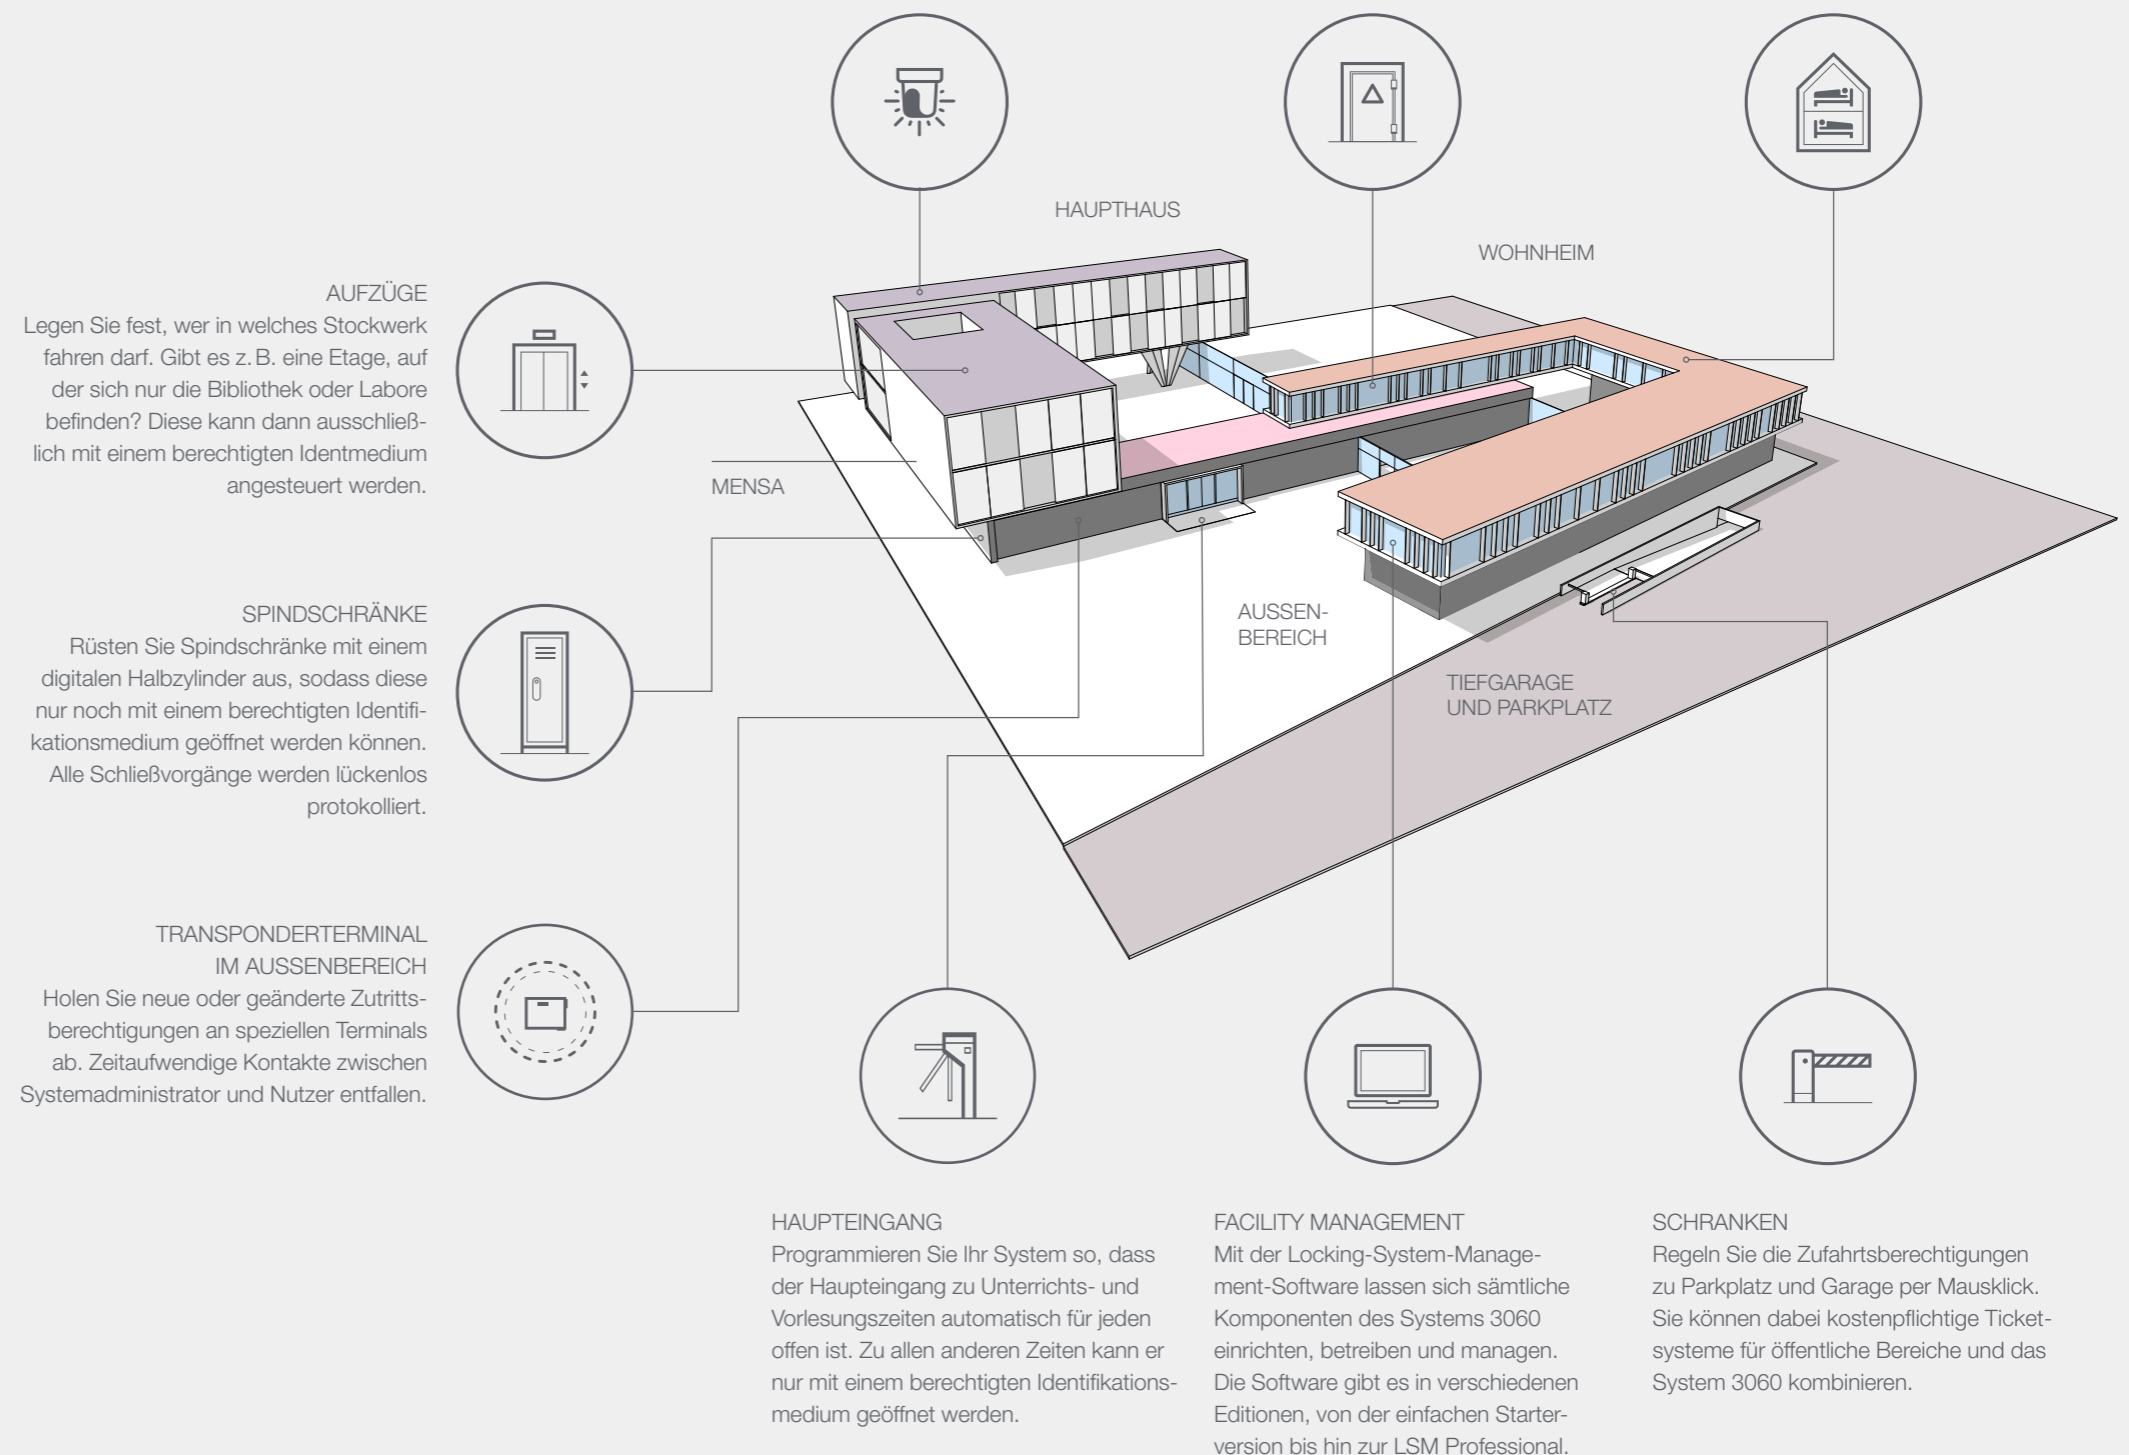 HAUPTHAUS
WOHNHEIM
AUFZÜGE
Legen Sie fest, wer in welches Stockwerk
fahren darf. Gibt es z. B. eine Etage, auf
der sich nur die Bibliothek oder Labore
befinden? Diese kann dann ausschließ-
lich mit einem berechtigten Identmedium
angesteuert werden.
MENSA
SPINDSCHRÄNKE
Rüsten Sie Spindschränke mit einem
digitalen Halbzylinder aus, sodass diese
nur noch mit einem berechtigten Identifi-
kationsmedium geöffnet werden können.
Alle Schließvorgänge werden lückenlos
protokolliert.
AUSSEN-
BEREICH
TIEFGARAGE
UND PARKPLATZ
TRANSPONDERTERMINAL
IM AUSSENBEREICH
Holen Sie neue oder geänderte Zutritts-
berechtigungen an speziellen Terminals
ab. Zeitaufwendige Kontakte zwischen
Systemadministrator und Nutzer entfallen.
HAUPTEINGANG
Programmieren Sie Ihr System so, dass
der Haupteingang zu Unterrichts- und
Vorlesungszeiten automatisch für jeden
offen ist. Zu allen anderen Zeiten kann er
nur mit einem berechtigten Identifikations-
medium geöffnet werden.
FACILITY MANAGEMENT
Mit der Locking-System-Manage-
ment-Software lassen sich sämtliche
Komponenten des Systems 3060
einrichten, betreiben und managen.
Die Software gibt es in verschiedenen
Editionen, von der einfachen Starter-
version bis hin zur LSM Professional.
SCHRANKEN
Regeln Sie die Zufahrtsberechtigungen
zu Parkplatz und Garage per Mausklick.
Sie können dabei kostenpflichtige Ticket-
systeme für öffentliche Bereiche und das
System 3060 kombinieren.